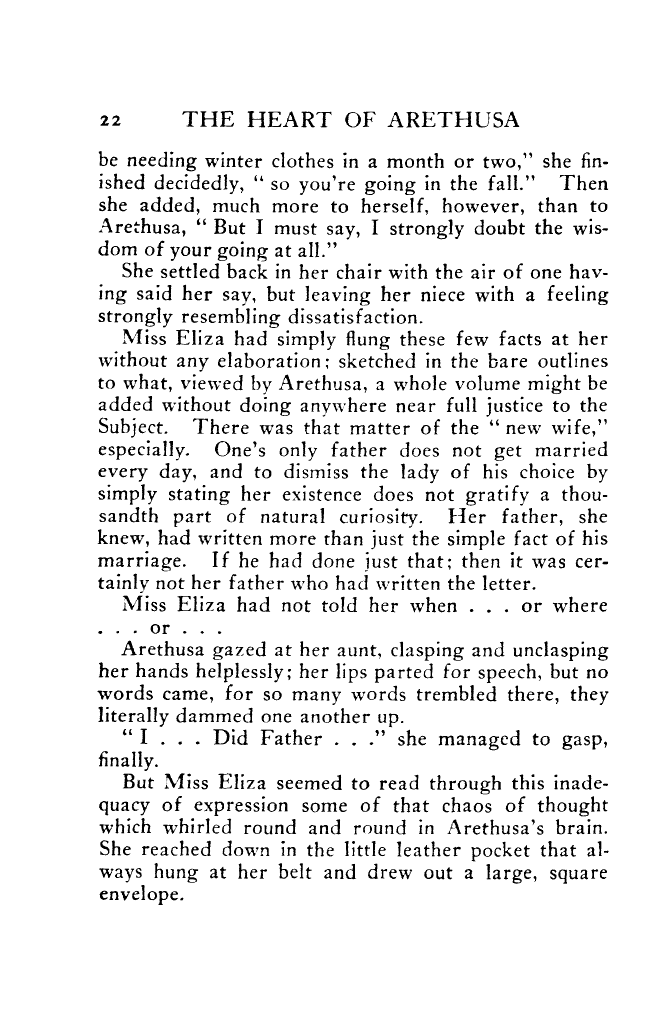 22 THE HEART OF ARETHUSA
be needing winter clothes in a month or two,” she fin-
ished decidedly, “ so you're going in the fall.” Then
she added, much more to herself, however, than to
Arethusa, “ But I must say, I strongly doubt the wis-
dom of your going at all.”
She settled back in her chair with the air of one hav-
ing said her say, but leaving her niece with a feeling
strongly resembling dissatisfaction.
Miss Eliza had simply flung these few facts at her
without any elaboration; sketched in the bare outlines
to what, viewed by Arethusa, a whole volume might be
added without doing anywhere near full justice to the
Subject. There was that matter of the “ new wife,”
especially. One's only father does not get married
every day, and to dismiss the lady of his choice by
simply stating her existence does not gratify a thou-
sandth part of natural curiosity. Her father, she
knew, had written more than just the simple fact of his
marriage. If he had done just that; then it was cer-
tainly not her father who had written the letter.
Miss Eliza had not told her when . . . or where
. . . or . . .
Arethusa gazed at her aunt, clasping and unclasping
her hands helplessly; her lips parted for speech, but no
words came, for so many words trembled there, they
literally dammed one another up.
“ I . . . Did Father . . .” she managed to gasp,
finally.
But Miss Eliza seemed to read through this inade-
quacy of expression some of that chaos of thought
which whirled round and round in Arethusa's brain.
She reached down in the little leather pocket that al-
ways hung at her belt and drew out a large, square
envelope.